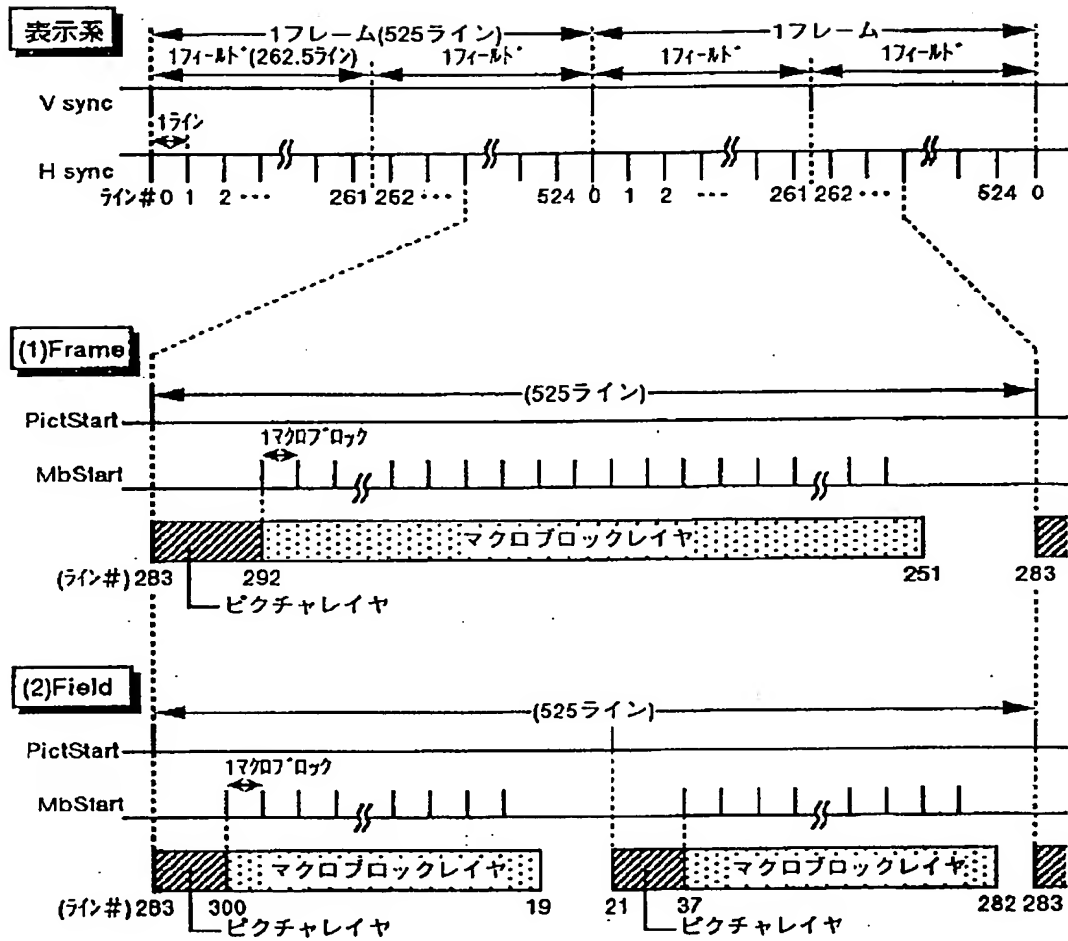 表示系
1フレーム(525ライン) 1フレーム
1フィールド(262.5ライン) 1フィールド 1フィールド 1フィールド
V sync
1ライン
H sync
ライン# 0 1 2 ··· 261 262 ··· 524 0 1 2 ··· 261 262 ··· 524 0
(1)Frame
(525ライン)
PictStart
1マクロブロック
MbStart
マクロブロックレイヤ
(ライン#) 283 292 251 283
ピクチャレイヤ
(2)Field
(525ライン)
PictStart
1マクロブロック
MbStart
マクロブロックレイヤ マクロブロックレイヤ
(ライン#) 283 300 19 21 37 282 283
ピクチャレイヤ ピクチャレイヤ